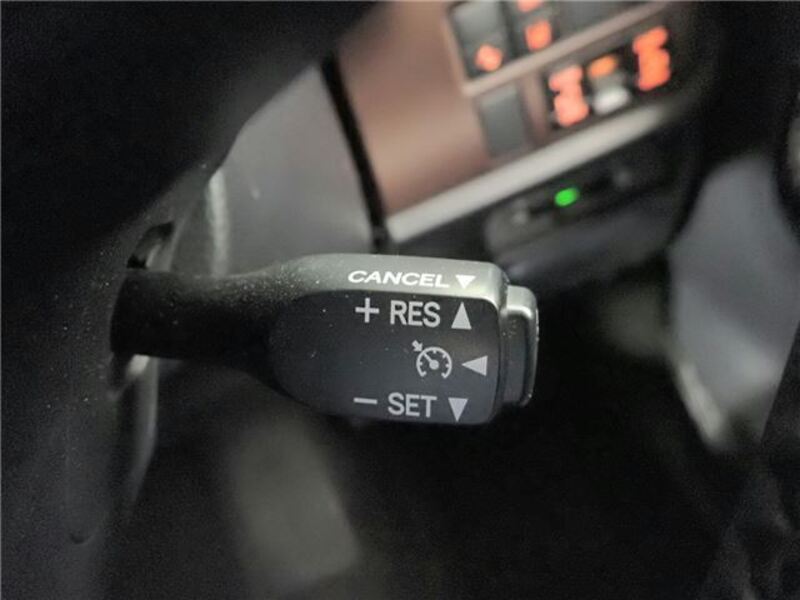 CANCEL ▼
+ RES ▲
◀
− SET ▼